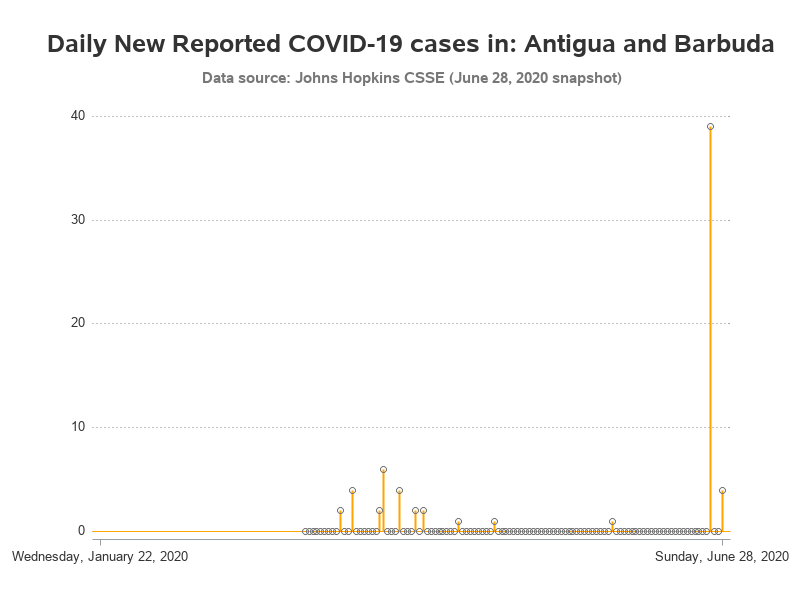 Daily New Reported COVID-19 cases in: Antigua and Barbuda
Data source: Johns Hopkins CSSE (June 28, 2020 snapshot)
40
30
20
10
0
Wednesday, January 22, 2020
Sunday, June 28, 2020